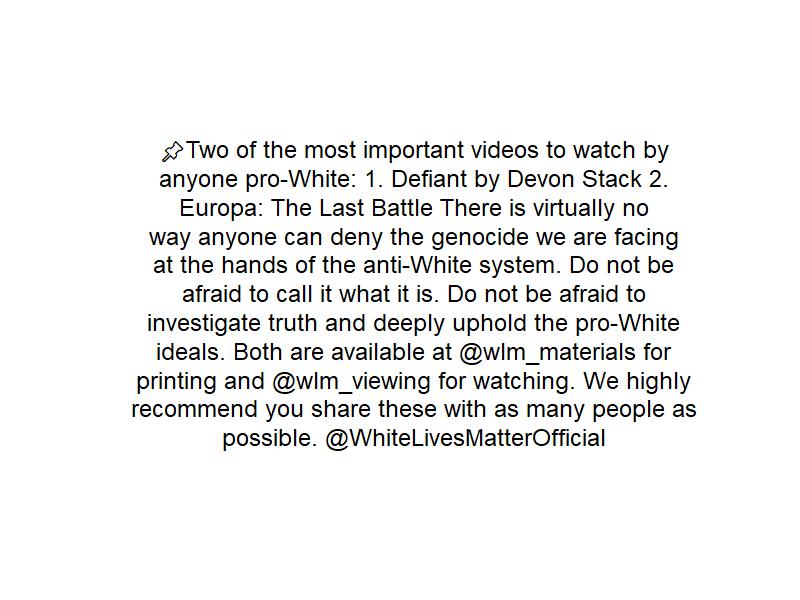 📌Two of the most important videos to watch by
anyone pro-White: 1. Defiant by Devon Stack 2.
Europa: The Last Battle There is virtually no
way anyone can deny the genocide we are facing
at the hands of the anti-White system. Do not be
afraid to call it what it is. Do not be afraid to
investigate truth and deeply uphold the pro-White
ideals. Both are available at @wlm_materials for
printing and @wlm_viewing for watching. We highly
recommend you share these with as many people as
possible. @WhiteLivesMatterOfficial